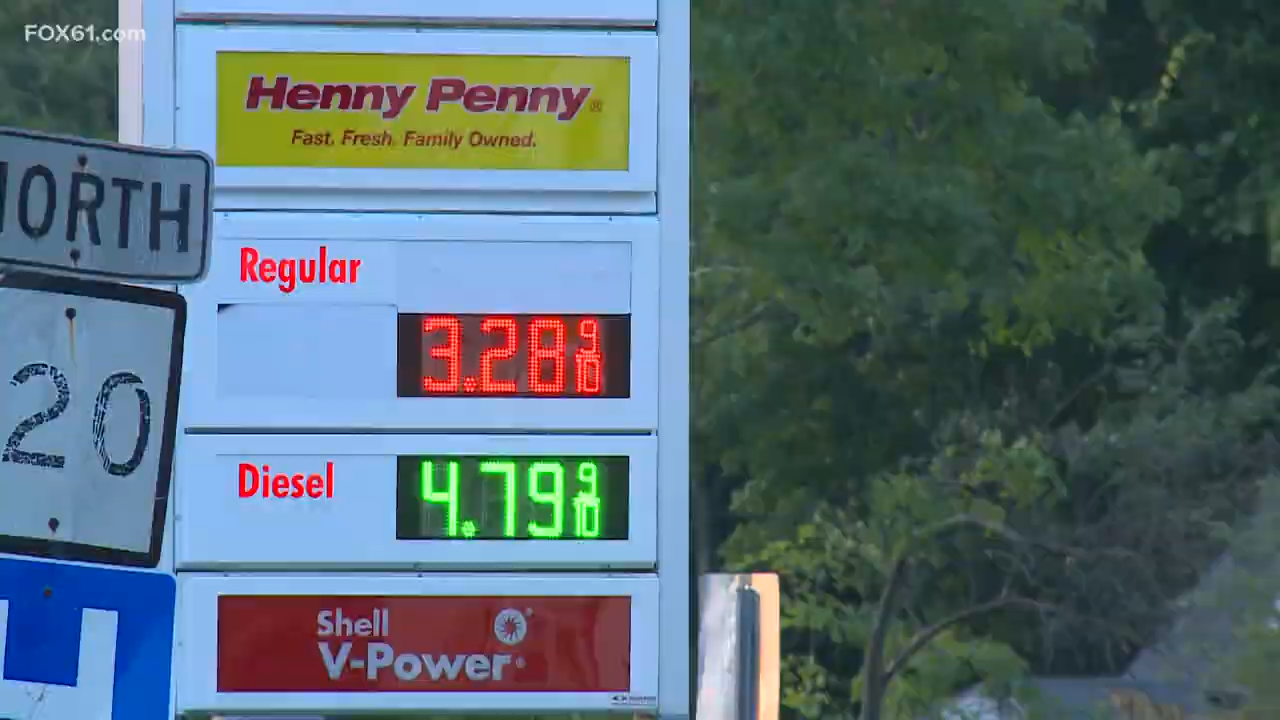 FOX61.com
Henny Penny®
Fast. Fresh. Family Owned.
NORTH
Regular
3.28 9/10
20
Diesel
4.79 9/10
H
Shell
V-Power